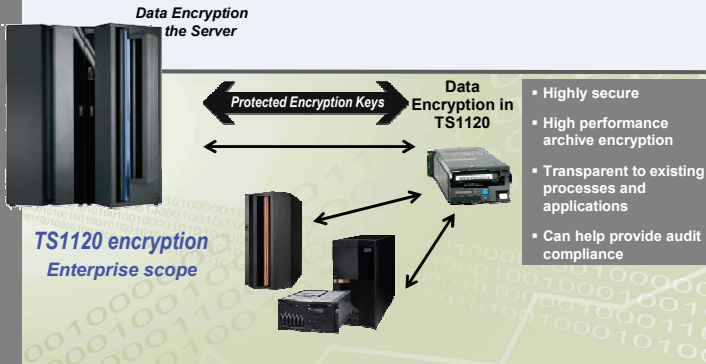 Data Encryption
the Server
Protected Encryption Keys
Data
Encryption in
TS1120
▪ Highly secure
▪ High performance
archive encryption
▪ Transparent to existing
processes and
applications
▪ Can help provide audit
compliance
TS1120 encryption
Enterprise scope
IBM